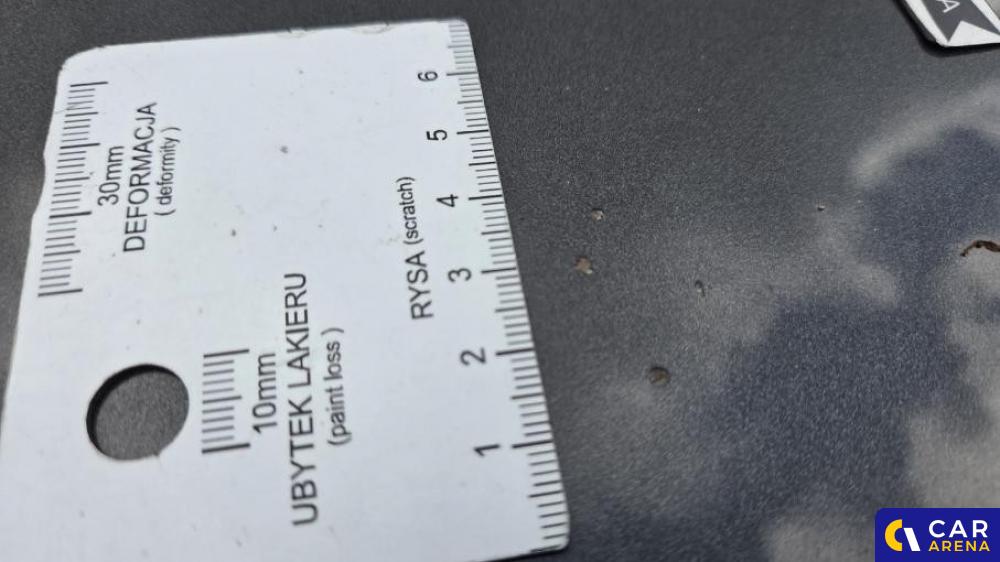 30mm
DEFORMACJA
( deformity )
10mm
UBYTEK LAKIERU
(paint loss )
RYSA (scratch)
1 2 3 4 5 6
A
CAR
ARENA